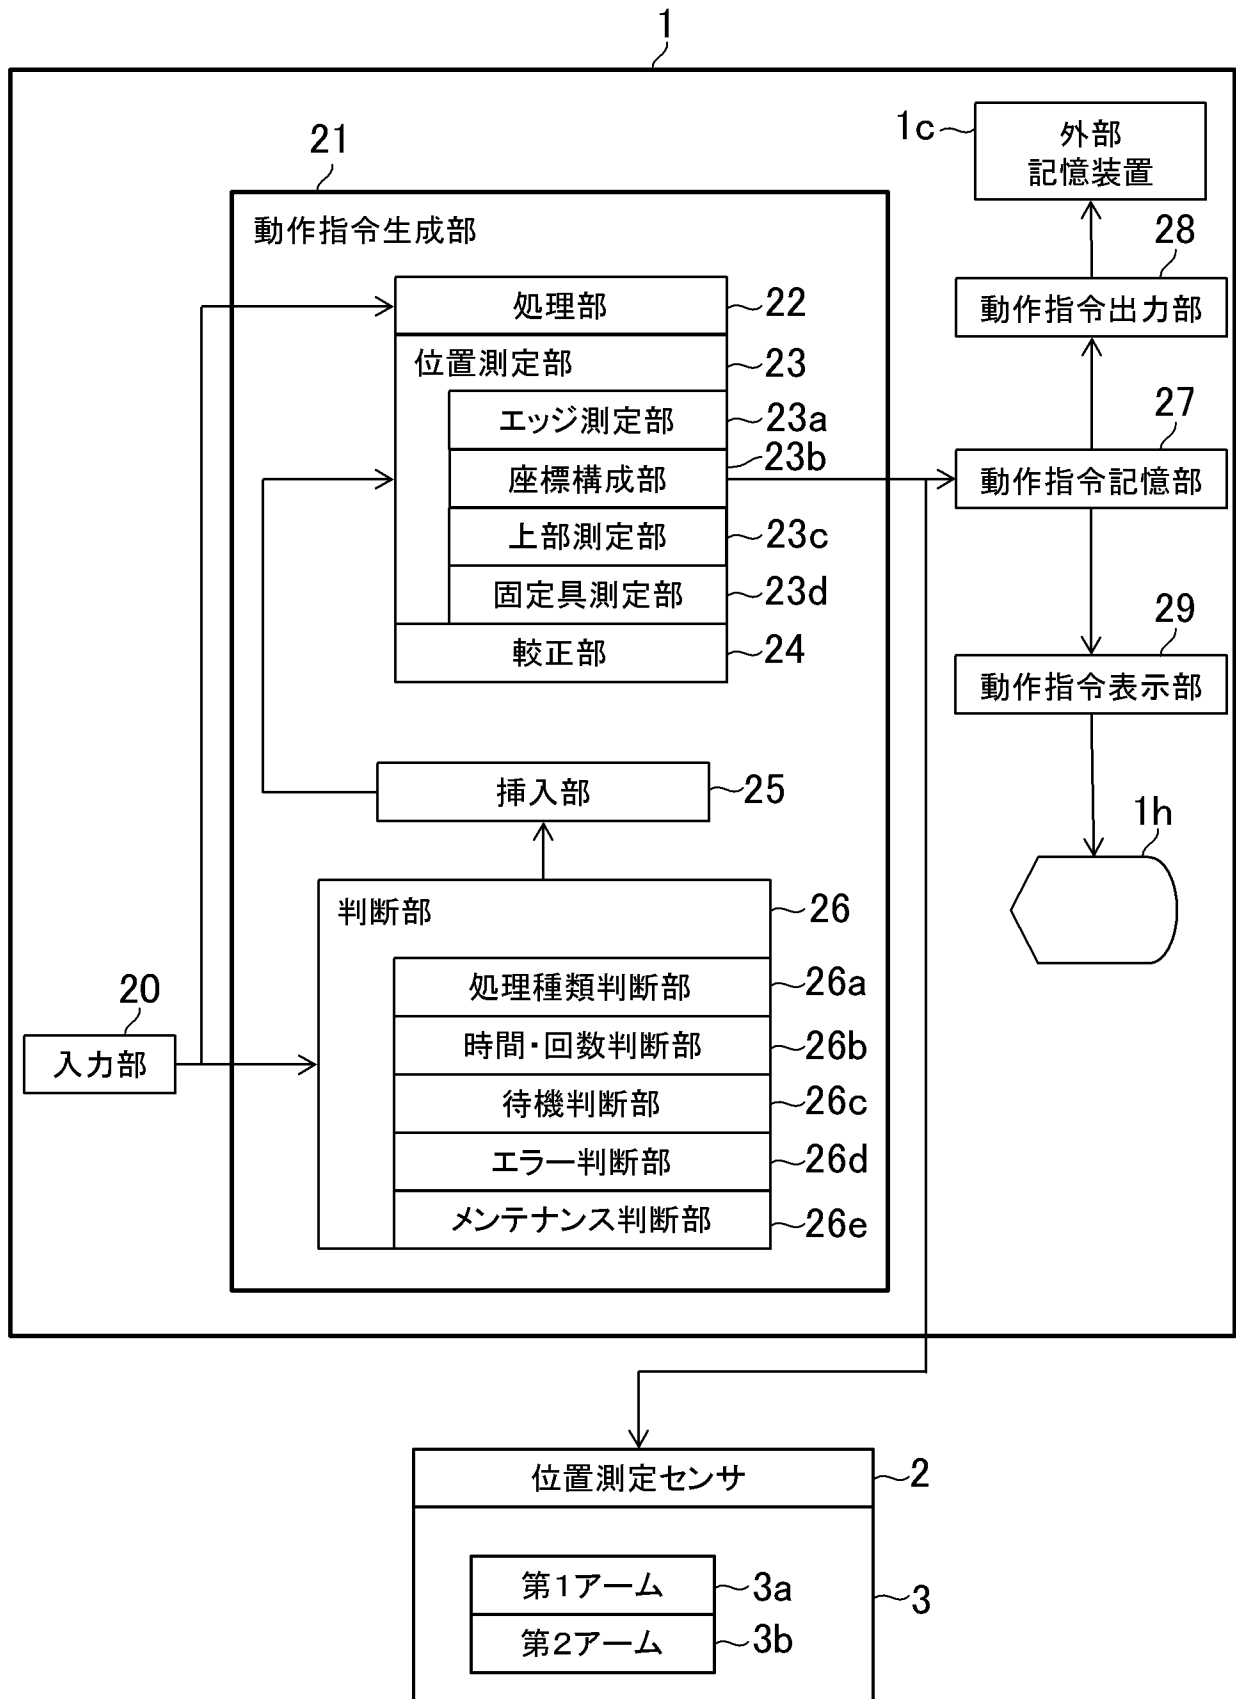 1
1c
外部
記憶装置
21
動作指令生成部
28
処理部
22
動作指令出力部
位置測定部
23
エッジ測定部
23a
27
座標構成部
23b
動作指令記憶部
上部測定部
23c
固定具測定部
23d
29
較正部
24
動作指令表示部
挿入部
25
1h
判断部
26
20
処理種類判断部
26a
入力部
時間・回数判断部
26b
待機判断部
26c
エラー判断部
26d
メンテナンス判断部
26e
位置測定センサ
2
第1アーム
3a
3
第2アーム
3b